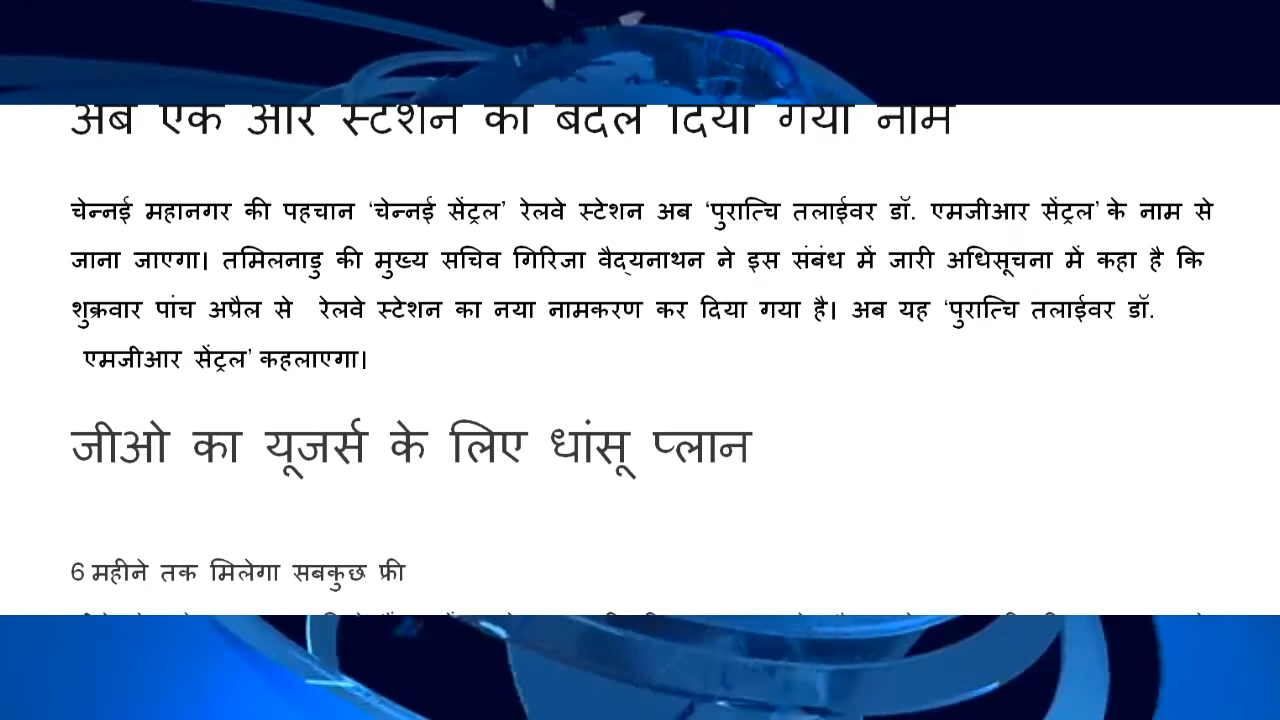 अब एक और स्टेशन का बदल दिया गया नाम
चेन्नई महानगर की पहचान ‘चेन्नई सेंट्रल’ रेलवे स्टेशन अब ‘पुरात्चि तलाईवर डॉ. एमजीआर सेंट्रल’ के नाम से
जाना जाएगा। तमिलनाडु की मुख्य सचिव गिरिजा वैद्यनाथन ने इस संबंध में जारी अधिसूचना में कहा है कि
शुक्रवार पांच अप्रैल से रेलवे स्टेशन का नया नामकरण कर दिया गया है। अब यह ‘पुरात्चि तलाईवर डॉ.
एमजीआर सेंट्रल’ कहलाएगा।
जीओ का यूजर्स के लिए धांसू प्लान
6 महीने तक मिलेगा सबकुछ फ्री